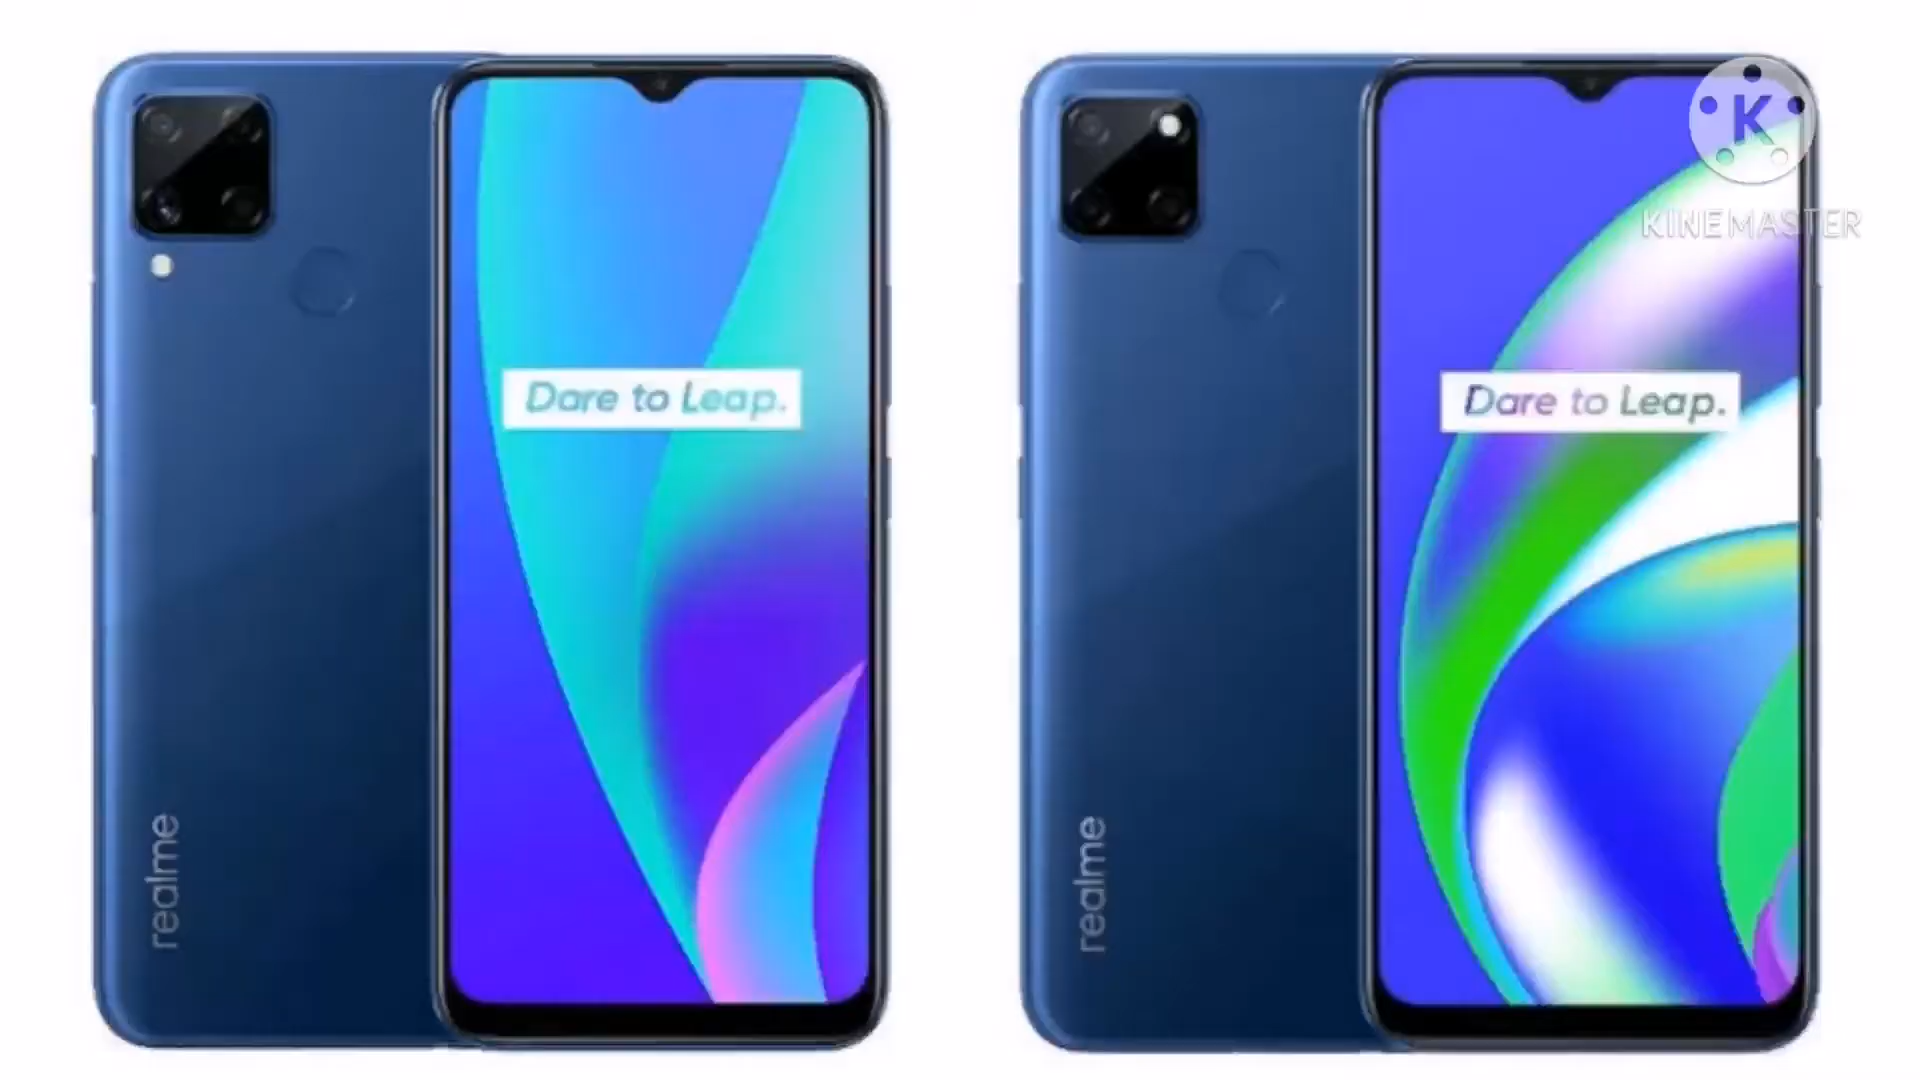 Dare to Leap.
realme
Dare to Leap.
realme
K
KINEMASTER